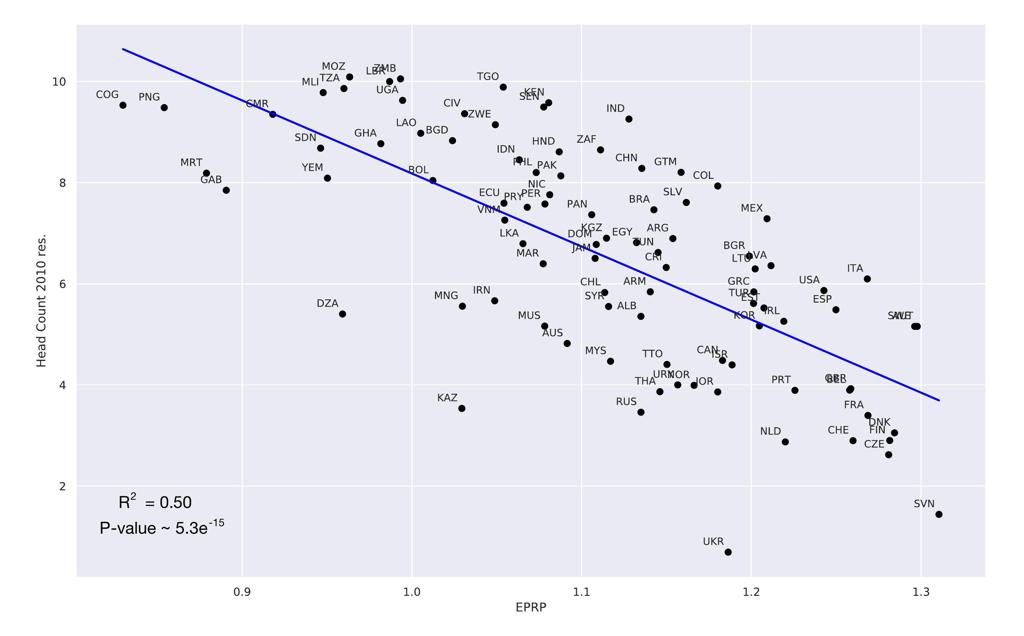 MOZ
LBR
ZMB
TZA
MLI
UGA
TGO
COG
PNG
CMR
CIV
ZWE
SEN
KEN
IND
LAO
BGD
GHA
SDN
HND
ZAF
IDN
PHL
PAK
CHN
GTM
MRT
GAB
YEM
BOL
COL
NIC
ECU
PRY
PER
SLV
BRA
PAN
VNM
MEX
KGZ
DOM
EGY
ARG
LKA
TUN
JAM
MAR
CRI
BGR
LTU
LVA
ITA
CHL
ARM
GRC
USA
TUR
EST
SYR
MNG
IRN
ALB
ESP
DZA
KOR
IRL
MUS
SWE
AUT
AUS
MYS
TTO
CAN
ISR
URY
NOR
THA
JOR
PRT
GBR
BEL
KAZ
RUS
FRA
DNK
NLD
CHE
FIN
CZE
SVN
UKR
R2 = 0.50
P-value ~ 5.3e-15
10
8
6
4
2
Head Count 2010 res.
0.9 1.0 1.1 1.2 1.3
EPRP